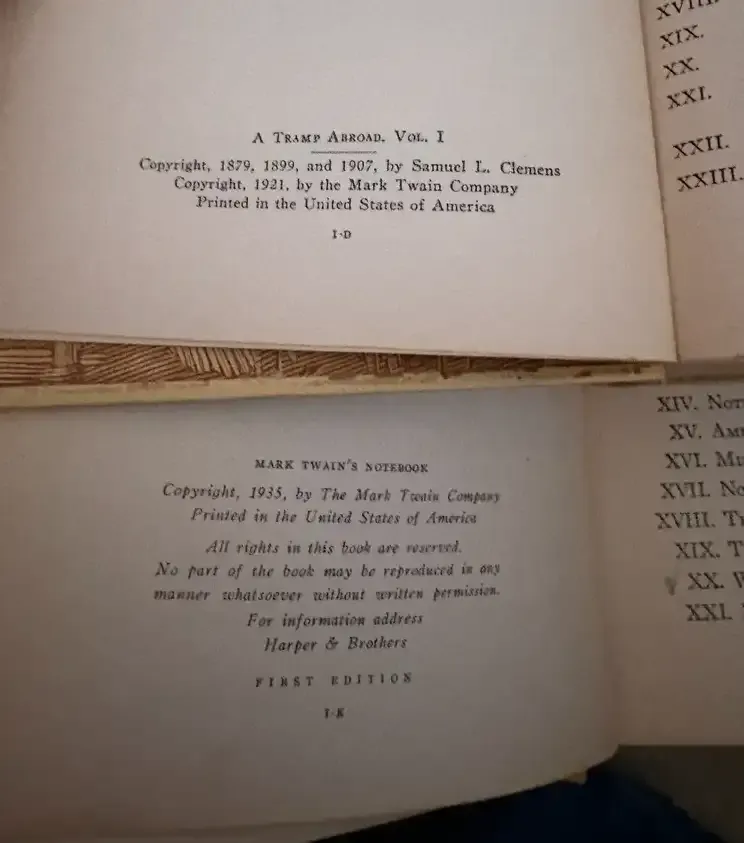 A TRAMP ABROAD. VOL. I
Copyright, 1879, 1899, and 1907, by Samuel L. Clemens
Copyright, 1921, by the Mark Twain Company
Printed in the United States of America
I-D
XVIII.
XIX.
XX.
XXI.
XXII.
XXIII.
MARK TWAIN'S NOTEBOOK
Copyright, 1935, by The Mark Twain Company
Printed in the United States of America
All rights in this book are reserved.
No part of the book may be reproduced in any
manner whatsoever without written permission.
For information address
Harper & Brothers
FIRST EDITION
I-K
XIV.
XV.
XVI.
XVII.
XVIII.
XIX.
XX.
XXI.